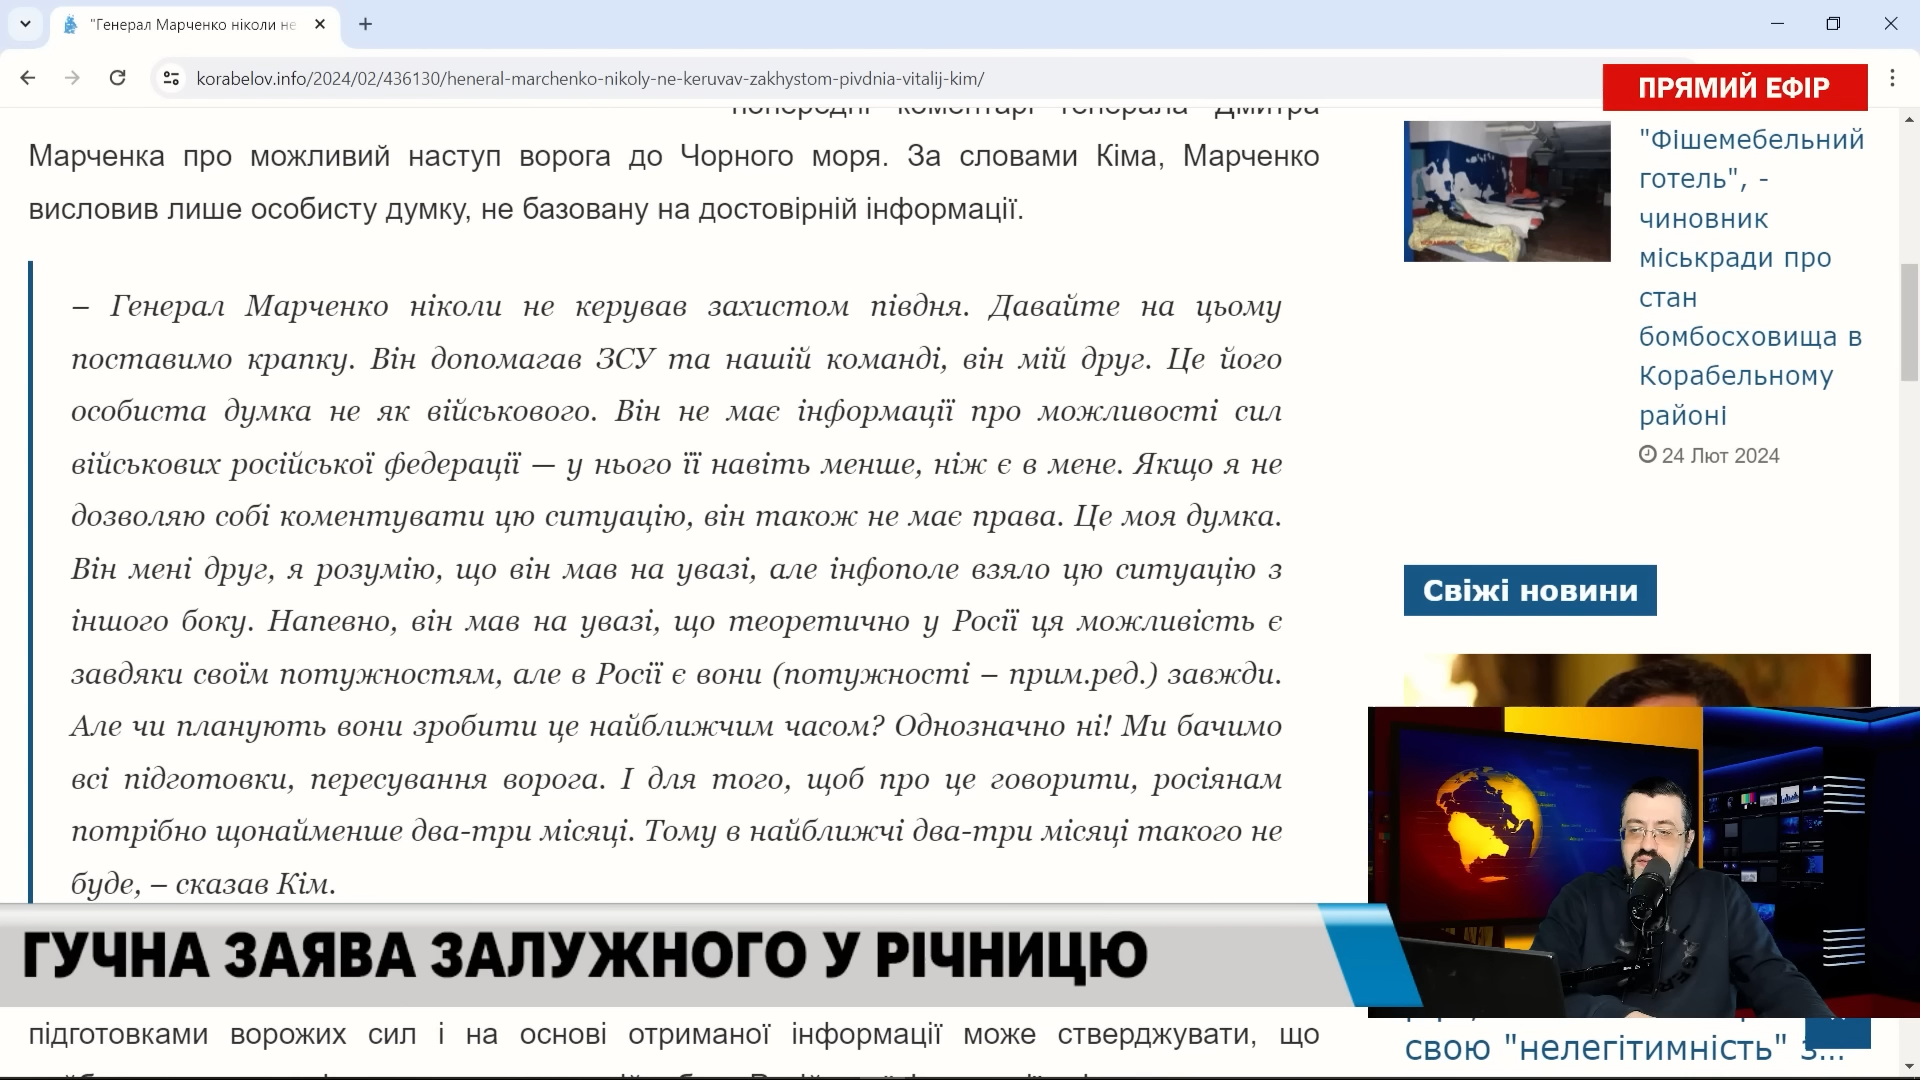 "Генерал Марченко ніколи не
korabelov.info/2024/02/436130/heneral-marchenko-nikoly-ne-keruvav-zakhystom-pivdnia-vitalij-kim/
ПРЯМИЙ ЕФІР
попередні коментарі генерала Дмитра
Марченка про можливий наступ ворога до Чорного моря. За словами Кіма, Марченко
висловив лише особисту думку, не базовану на достовірній інформації.
– Генерал Марченко ніколи не керував захистом півдня. Давайте на цьому
поставимо крапку. Він допомагав ЗСУ та нашій команді, він мій друг. Це його
особиста думка не як військового. Він не має інформації про можливості сил
військових російської федерації — у нього її навіть менше, ніж є в мене. Якщо я не
дозволяю собі коментувати цю ситуацію, він також не має права. Це моя думка.
Він мені друг, я розумію, що він мав на увазі, але інфополе взяло цю ситуацію з
іншого боку. Напевно, він мав на увазі, що теоретично у Росії ця можливість є
завдяки своїм потужностям, але в Росії є вони (потужності – прим.ред.) завжди.
Але чи планують вони зробити це найближчим часом? Однозначно ні! Ми бачимо
всі підготовки, пересування ворога. І для того, щоб про це говорити, росіянам
потрібно щонайменше два-три місяці. Тому в найближчі два-три місяці такого не
буде, – сказав Кім.
"Фішемебельний
готель", -
чиновник
міськради про
стан
бомбосховища в
Корабельному
районі
24 Лют 2024
Свіжі новини
ГУЧНА ЗАЯВА ЗАЛУЖНОГО У РІЧНИЦЮ
підготовками ворожих сил і на основі отриманої інформації може стверджувати, що
свою "нелегітимність" з...